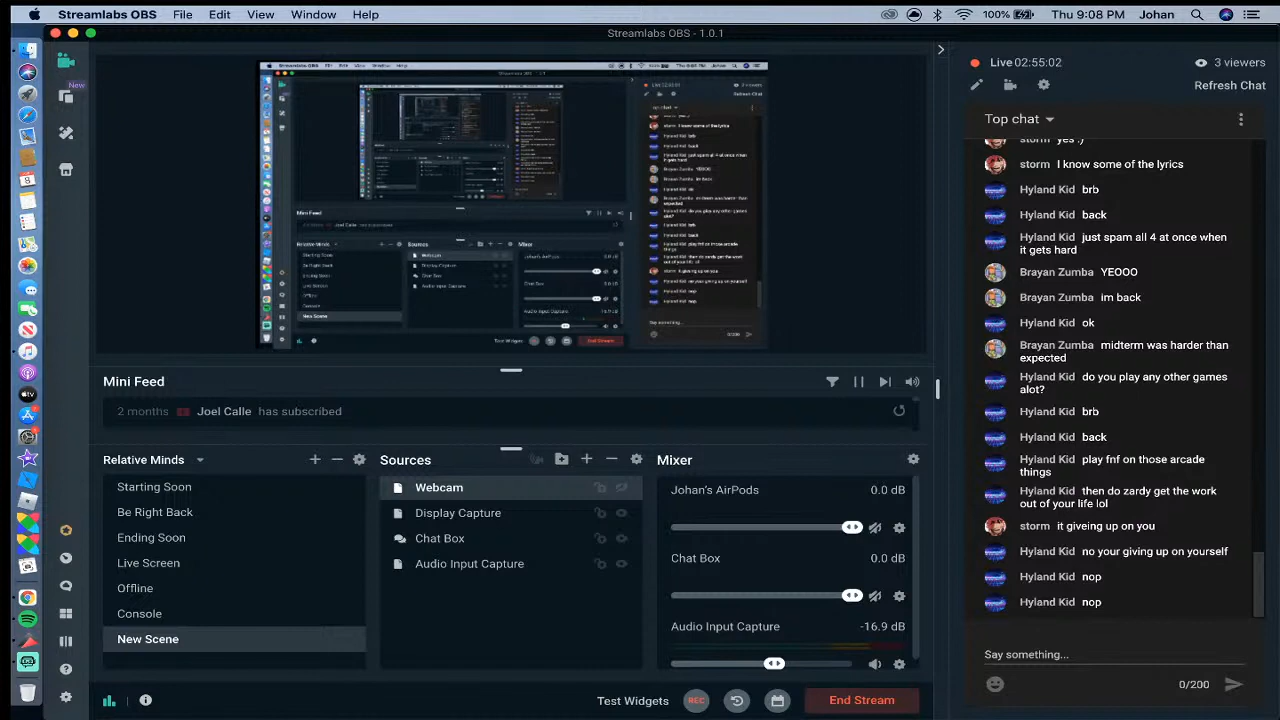 Streamlabs OBS File Edit View Window Help 100% Thu 9:08 PM Johan
Streamlabs OBS - 1.0.1
New
Live 02:55:02 3 viewers
Refresh Chat
Top chat
storm yes :)
storm I know some of the lyrics
Hyland Kid brb
Hyland Kid back
Hyland Kid just spam all 4 at once when
it gets hard
Brayan Zumba YEOOO
Brayan Zumba im back
Hyland Kid ok
Brayan Zumba midterm was harder than
expected
Hyland Kid do you play any other games
alot?
Hyland Kid brb
Hyland Kid back
Hyland Kid play fnf on those arcade
things
Hyland Kid then do zardy get the work
out of your life lol
storm it giveing up on you
Hyland Kid no your giving up on yourself
Hyland Kid nop
Hyland Kid nop
Say something...
0/200
Mini Feed
2 months Joel Calle has subscribed
Relative Minds
Starting Soon
Be Right Back
Ending Soon
Live Screen
Offline
Console
New Scene
Sources
Webcam
Display Capture
Chat Box
Audio Input Capture
Mixer
Johan's AirPods 0.0 dB
Chat Box 0.0 dB
Audio Input Capture -16.9 dB
Test Widgets REC End Stream